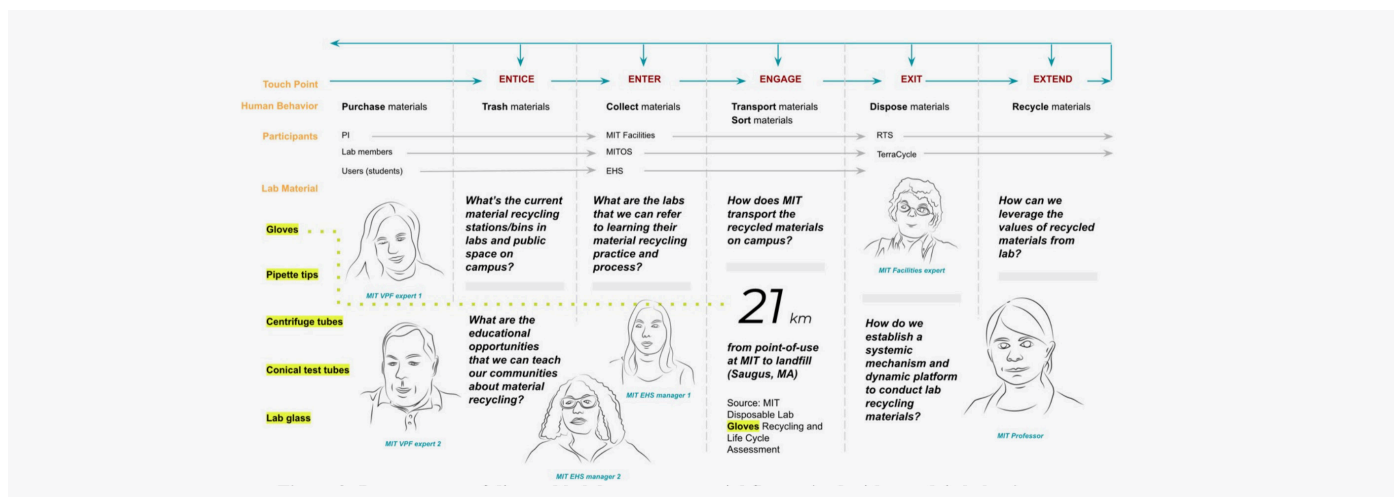 Touch Point
ENTICE
ENTER
ENGAGE
EXIT
EXTEND
Human Behavior
Purchase materials
Trash materials
Collect materials
Transport materials
Sort materials
Dispose materials
Recycle materials
Participants
PI
MIT Facilities
RTS
Lab members
MITOS
TerraCycle
Users (students)
EHS
Lab Material
Gloves
Pipette tips
Centrifuge tubes
Conical test tubes
Lab glass
MIT VPF expert 1
MIT VPF expert 2
What's the current
material recycling
stations/bins in
labs and public
space on
campus?
What are the
educational
opportunities
that we can teach
our communities
about material
recycling?
What are the labs
that we can refer
to learning their
material recycling
practice and
process?
MIT EHS manager 1
MIT EHS manager 2
How does MIT
transport the
recycled materials
on campus?
21 km
from point-of-use
at MIT to landfill
(Saugus, MA)
Source: MIT
Disposable Lab
Gloves Recycling and
Life Cycle
Assessment
MIT Facilities expert
How do we
establish a
systemic
mechanism and
dynamic platform
to conduct lab
recycling
materials?
How can we
leverage the
values of recycled
materials from
lab?
MIT Professor